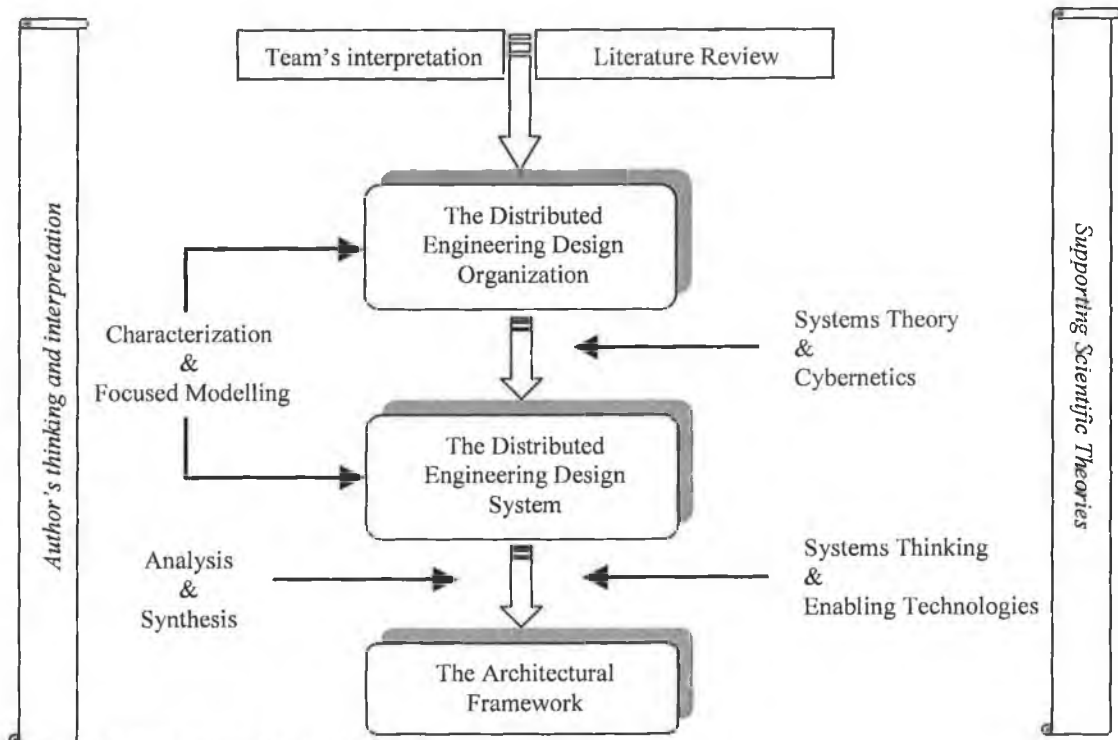 Team's interpretation
Literature Review
Author's thinking and interpretation
The Distributed
Engineering Design
Organization
Supporting Scientific Theories
Characterization
&
Focused Modelling
Systems Theory
&
Cybernetics
The Distributed
Engineering Design
System
Analysis
&
Synthesis
Systems Thinking
&
Enabling Technologies
The Architectural
Framework